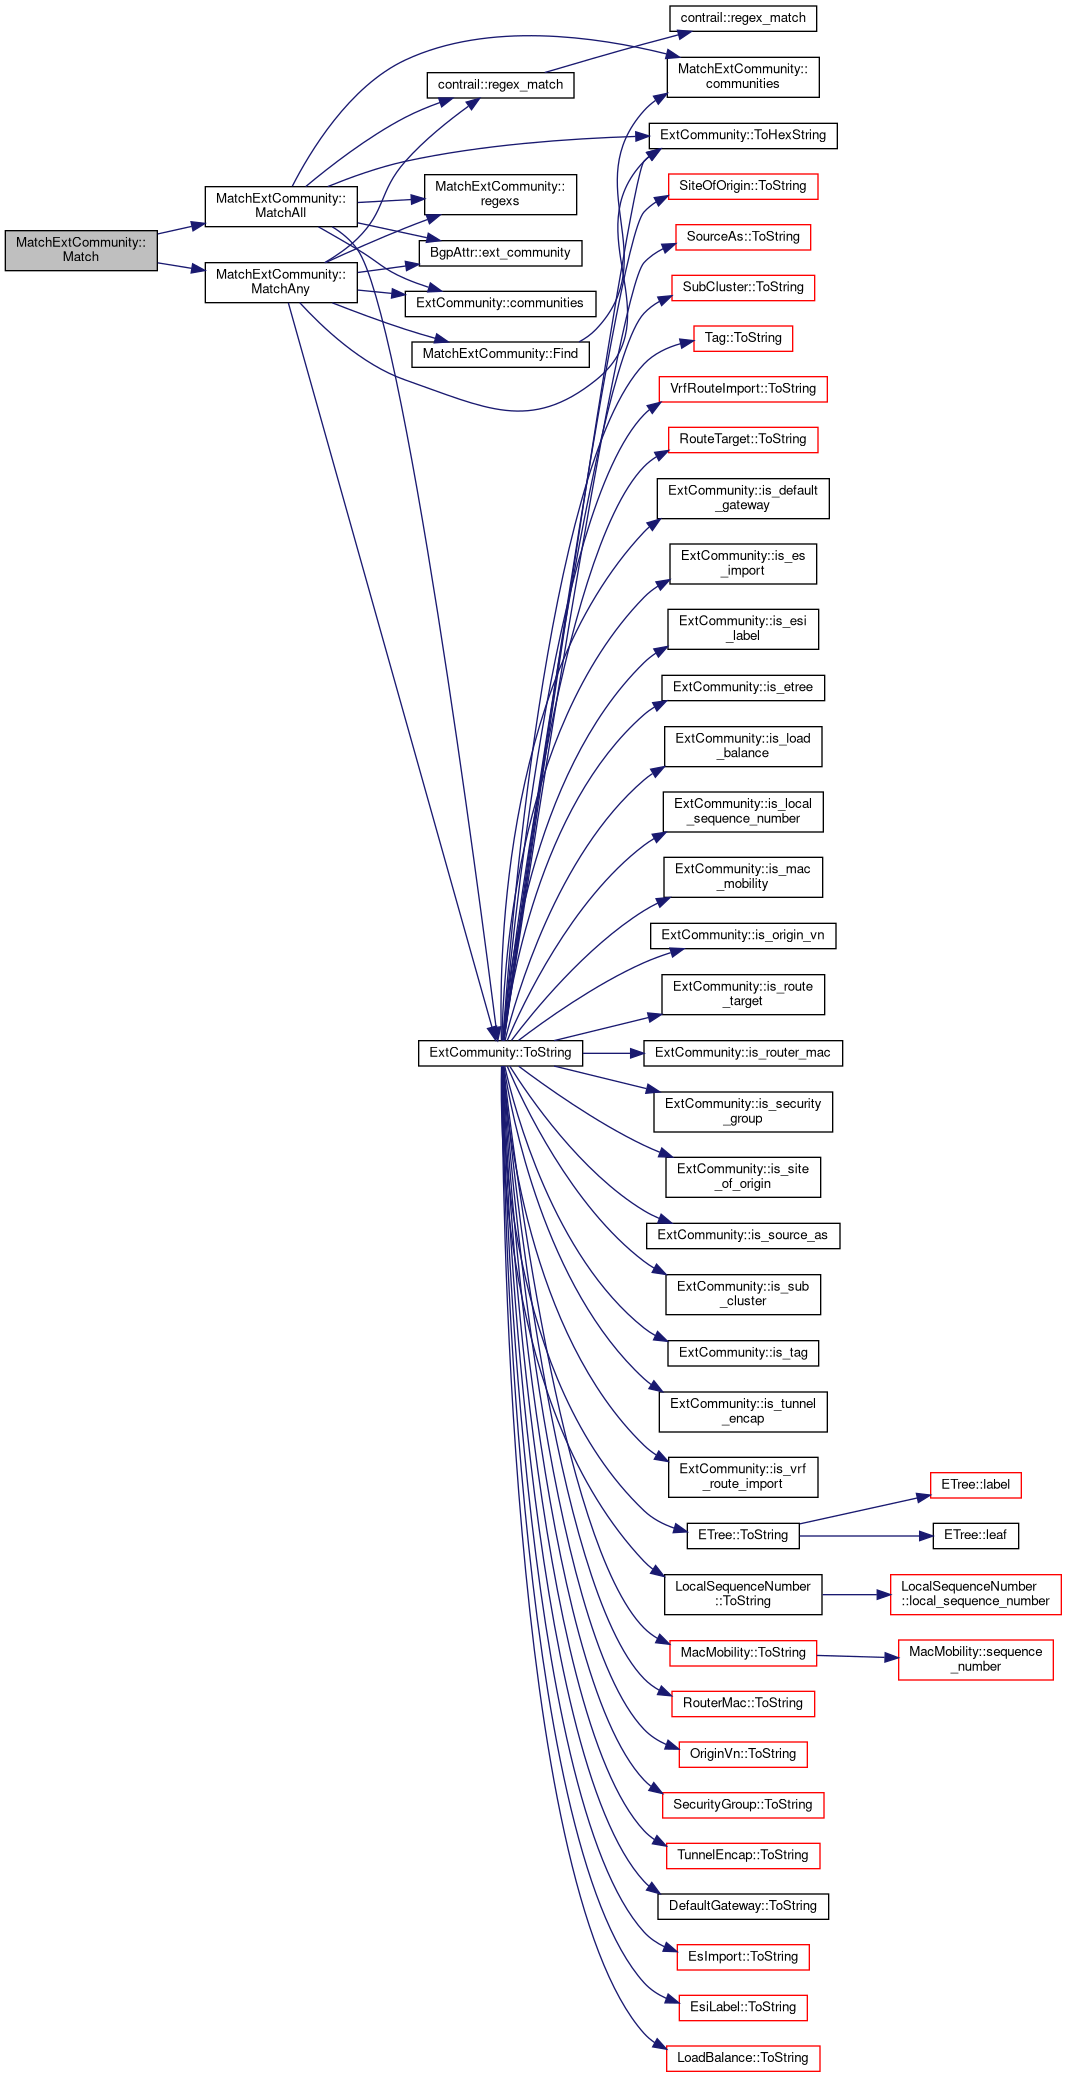 MatchExtCommunity::
Match
MatchExtCommunity::
MatchAll
MatchExtCommunity::
MatchAny
contrail::regex_match
MatchExtCommunity::
regexs
BgpAttr::ext_community
ExtCommunity::communities
MatchExtCommunity::Find
ExtCommunity::ToString
contrail::regex_match
MatchExtCommunity::
communities
ExtCommunity::ToHexString
SiteOfOrigin::ToString
SourceAs::ToString
SubCluster::ToString
Tag::ToString
VrfRouteImport::ToString
RouteTarget::ToString
ExtCommunity::is_default
_gateway
ExtCommunity::is_es
_import
ExtCommunity::is_esi
_label
ExtCommunity::is_etree
ExtCommunity::is_load
_balance
ExtCommunity::is_local
_sequence_number
ExtCommunity::is_mac
_mobility
ExtCommunity::is_origin_vn
ExtCommunity::is_route
_target
ExtCommunity::is_router_mac
ExtCommunity::is_security
_group
ExtCommunity::is_site
_of_origin
ExtCommunity::is_source_as
ExtCommunity::is_sub
_cluster
ExtCommunity::is_tag
ExtCommunity::is_tunnel
_encap
ExtCommunity::is_vrf
_route_import
ETree::ToString
LocalSequenceNumber
::ToString
MacMobility::ToString
RouterMac::ToString
OriginVn::ToString
SecurityGroup::ToString
TunnelEncap::ToString
DefaultGateway::ToString
EsImport::ToString
EsiLabel::ToString
LoadBalance::ToString
ETree::label
ETree::leaf
LocalSequenceNumber
::local_sequence_number
MacMobility::sequence
_number